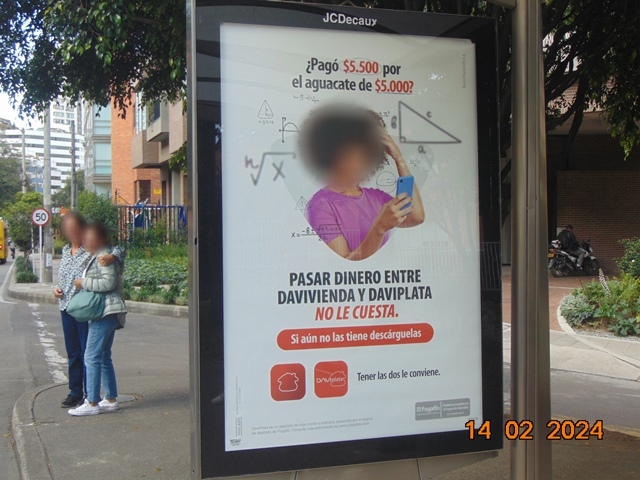 JCDecaux
¿Pagó $5.500 por
el aguacate de $5.000?
n√x
c
a
PASAR DINERO ENTRE
DAVIVIENDA Y DAVIPLATA
NO LE CUESTA.
Si aún no las tiene descárguelas
DAVIplata
Tener las dos le conviene.
50
14 02 2024